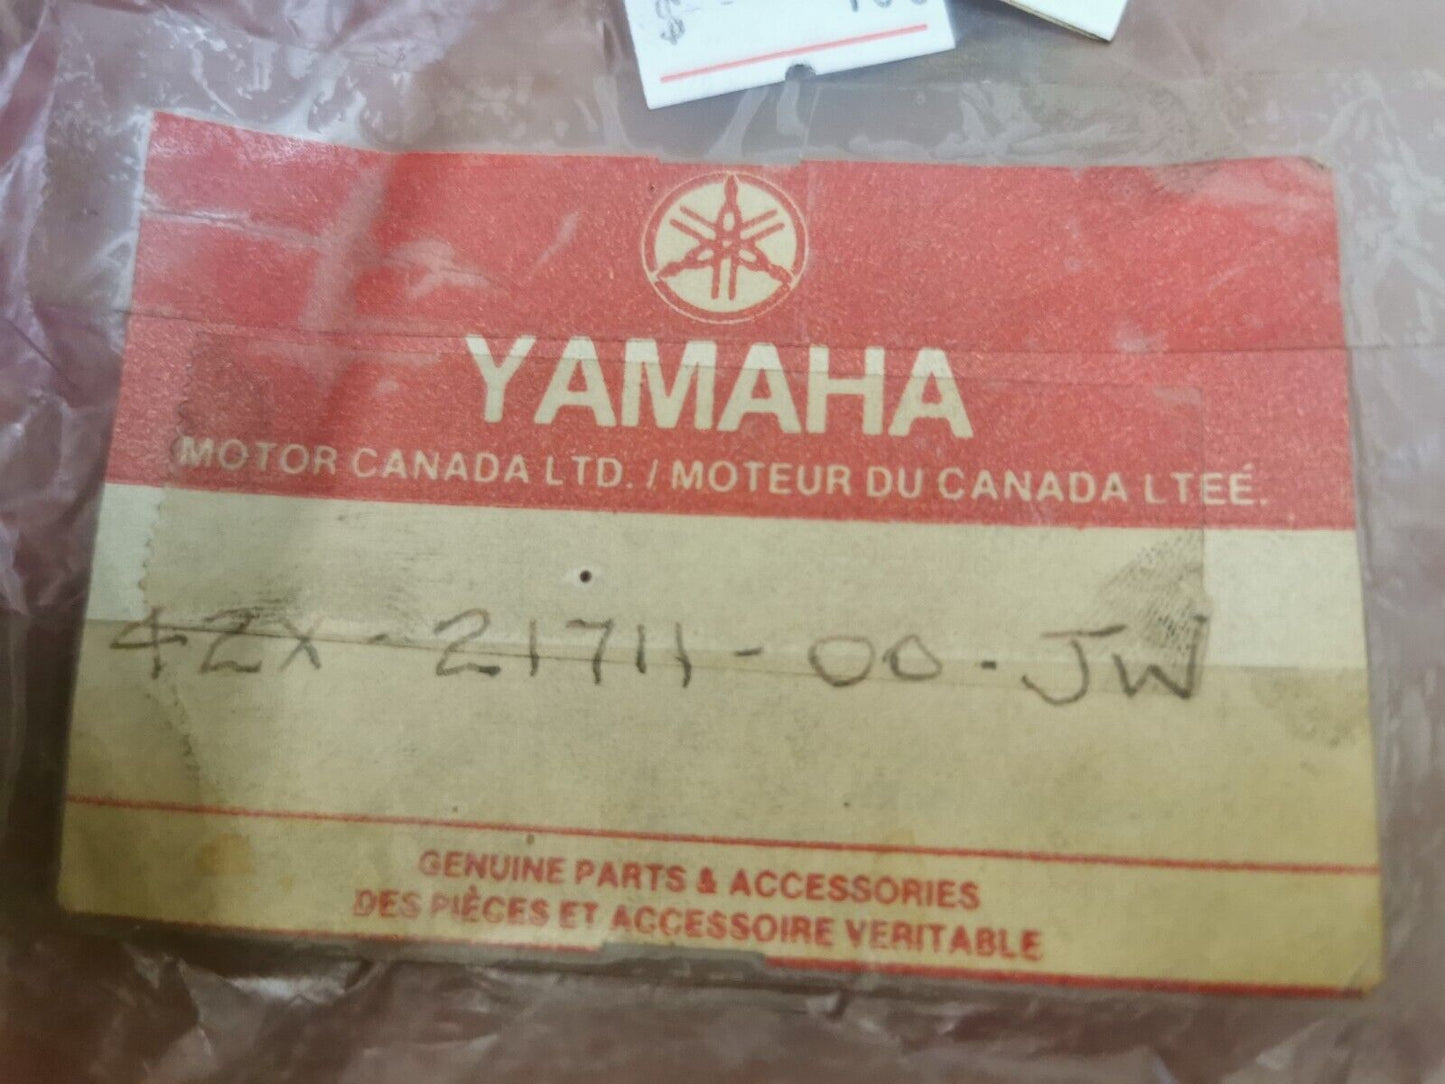 YAMAHA
MOTOR CANADA LTD. / MOTEUR DU CANADA LTEÉ.
42X - 21711 - 00 - JW
GENUINE PARTS & ACCESSORIES
DES PIÈCES ET ACCESSOIRE VERITABLE